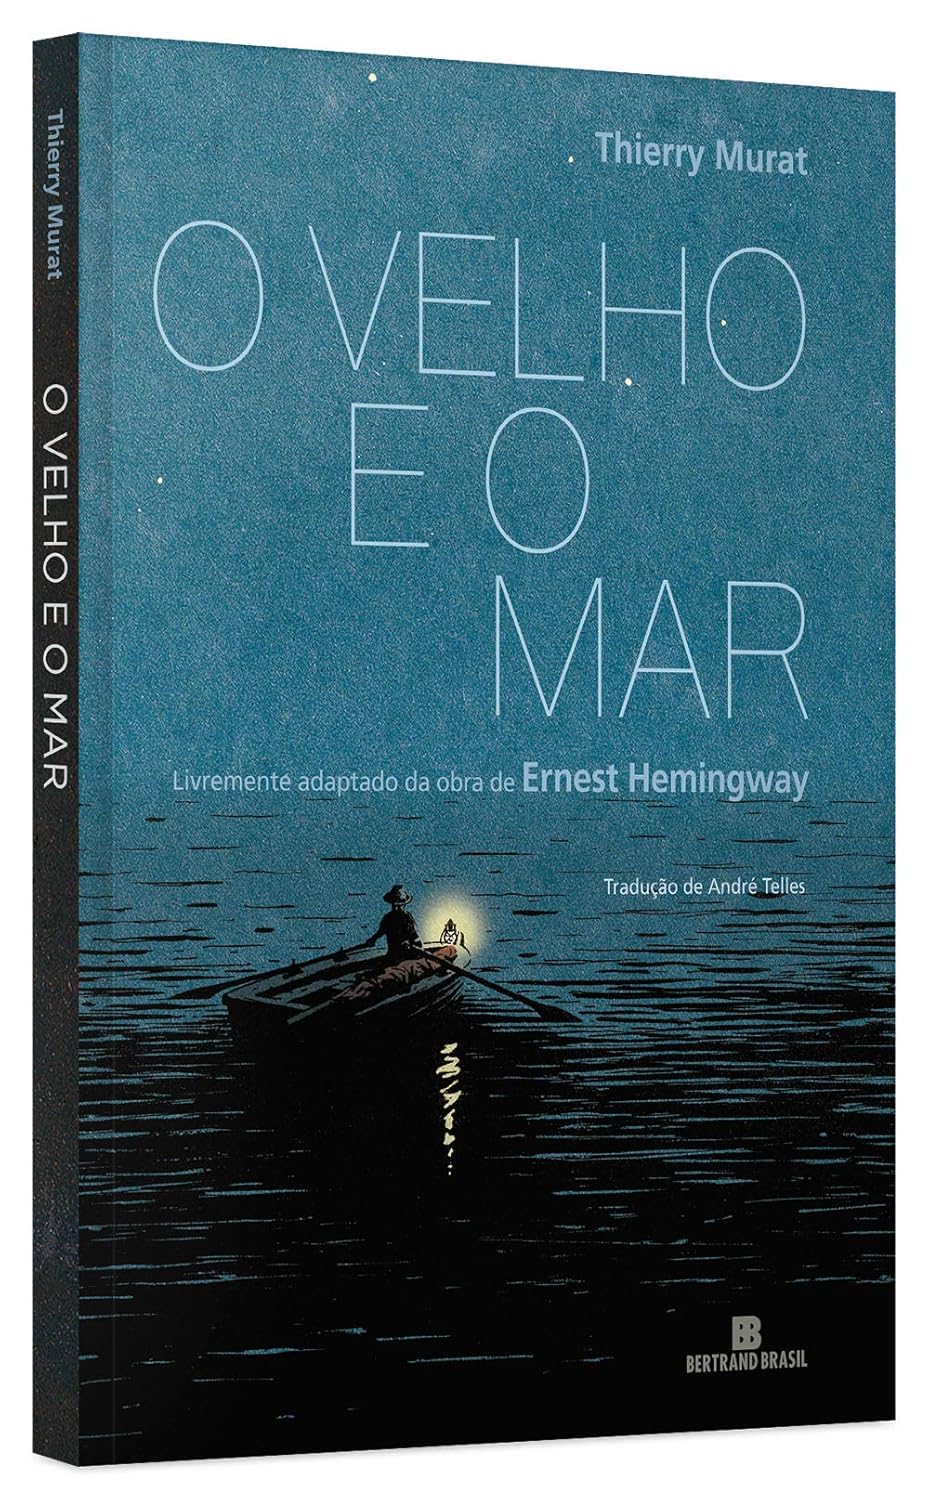 Thierry Murat
O VELHO E O MAR
Thierry Murat
O VELHO
E O
MAR
Livremente adaptado da obra de Ernest Hemingway
Tradução de André Telles
B
BERTRAND BRASIL